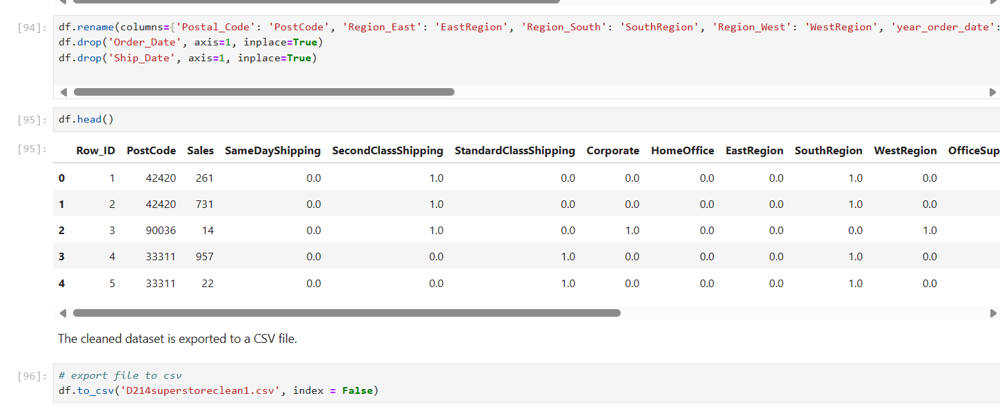 [94]: df.rename(columns={'Postal_Code': 'PostCode', 'Region_East': 'EastRegion', 'Region_South': 'SouthRegion', 'Region_West': 'WestRegion', 'year_order_date':
df.drop('Order_Date', axis=1, inplace=True)
df.drop('Ship_Date', axis=1, inplace=True)
[95]: df.head()
[95]: Row_ID PostCode Sales SameDayShipping SecondClassShipping StandardClassShipping Corporate HomeOffice EastRegion SouthRegion WestRegion OfficeSup
0 1 42420 261 0.0 1.0 0.0 0.0 0.0 0.0 1.0 0.0
1 2 42420 731 0.0 1.0 0.0 0.0 0.0 0.0 1.0 0.0
2 3 90036 14 0.0 1.0 0.0 1.0 0.0 0.0 0.0 1.0
3 4 33311 957 0.0 0.0 1.0 0.0 0.0 0.0 1.0 0.0
4 5 33311 22 0.0 0.0 1.0 0.0 0.0 0.0 1.0 0.0
The cleaned dataset is exported to a CSV file.
[96]: # export file to csv
df.to_csv('D214superstoreclean1.csv', index = False)